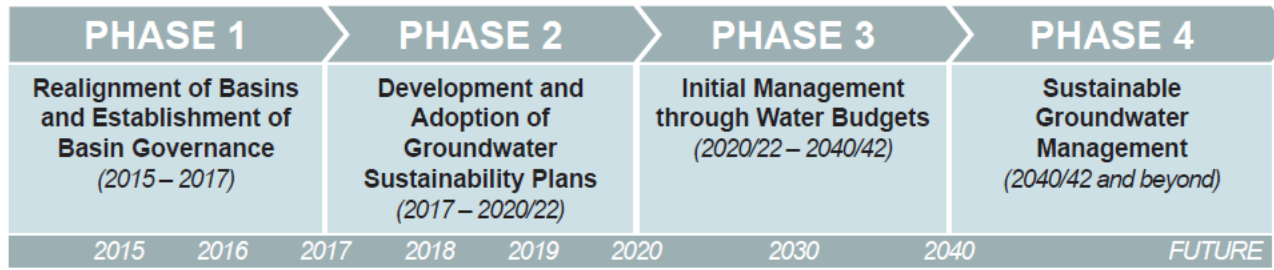 PHASE 1
Realignment of Basins
and Establishment of
Basin Governance
(2015 – 2017)
PHASE 2
Development and
Adoption of
Groundwater
Sustainability Plans
(2017 – 2020/22)
PHASE 3
Initial Management
through Water Budgets
(2020/22 – 2040/42)
PHASE 4
Sustainable
Groundwater
Management
(2040/42 and beyond)
2015 2016 2017 2018 2019 2020 2030 2040 FUTURE